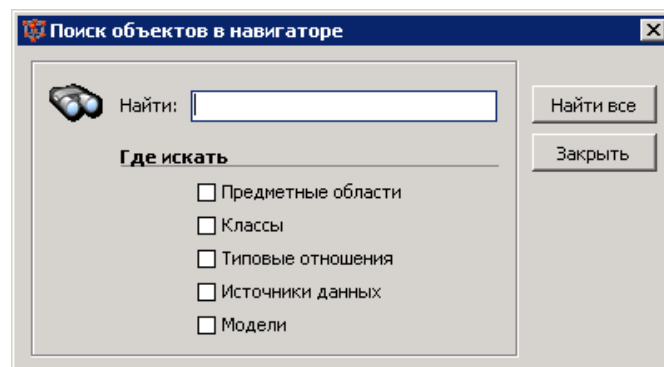 Поиск объектов в навигаторе
Найти:
Найти все
Закрыть
Где искать
Предметные области
Классы
Типовые отношения
Источники данных
Модели